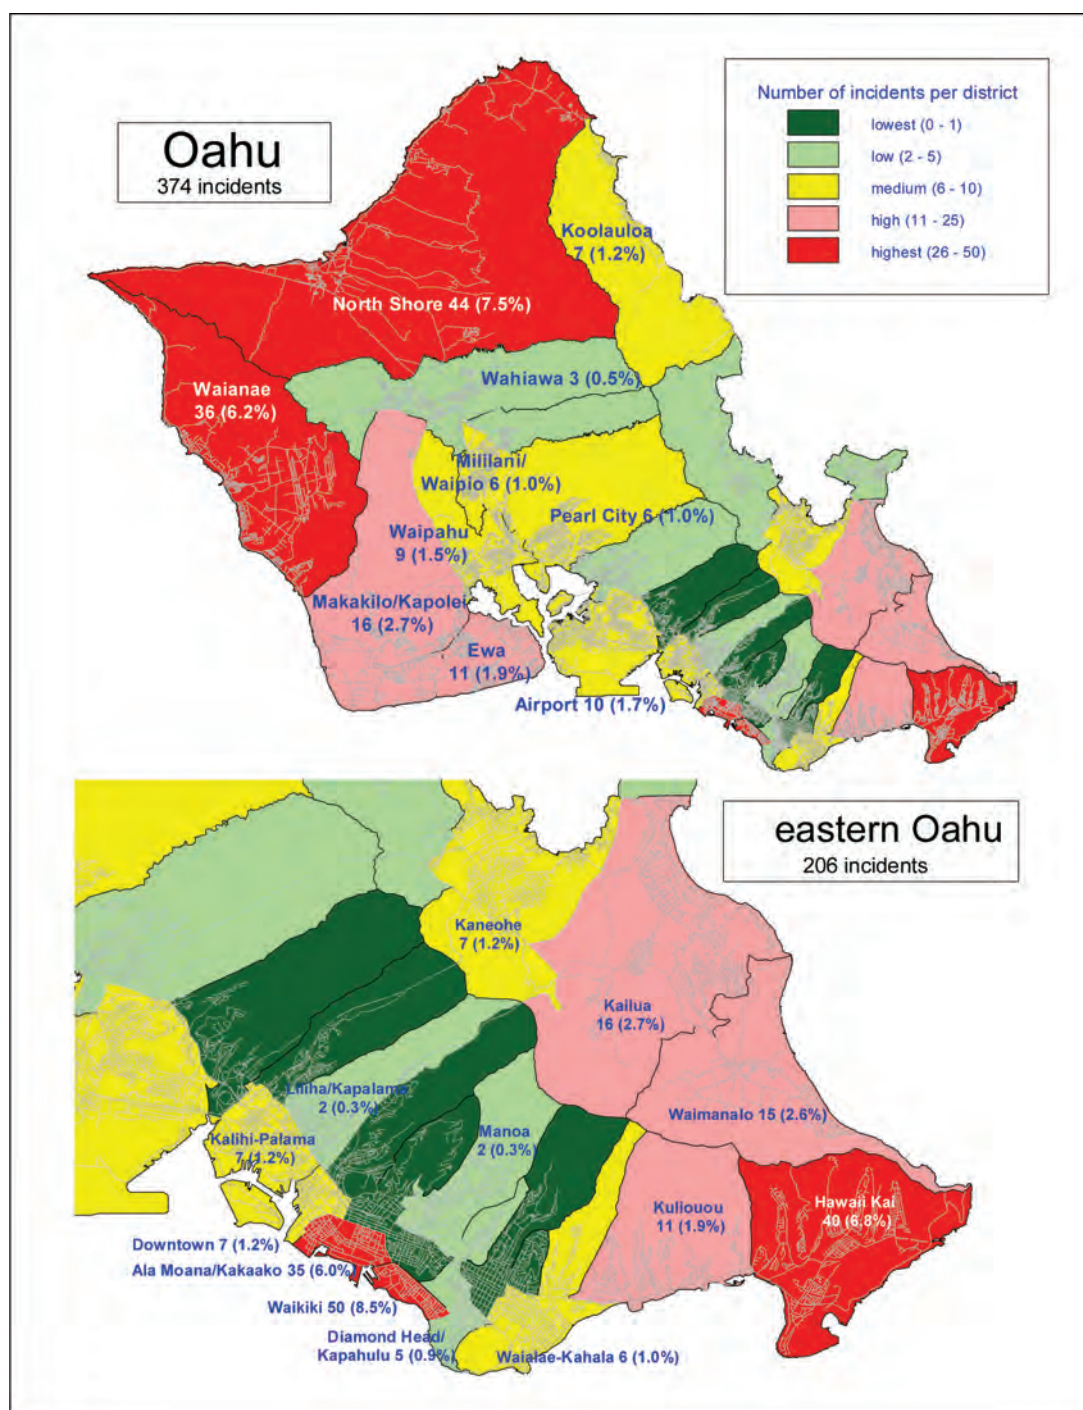 Oahu
374 incidents
Number of incidents per district
lowest (0 - 1)
low (2 - 5)
medium (6 - 10)
high (11 - 25)
highest (26 - 50)
Koolauloa
7 (1.2%)
North Shore 44 (7.5%)
Wahiawa 3 (0.5%)
Waianae
36 (6.2%)
Mililani/
Waipio 6 (1.0%)
Pearl City 6 (1.0%)
Waipahu
9 (1.5%)
Makakilo/Kapolei
16 (2.7%)
Ewa
11 (1.9%)
Airport 10 (1.7%)
eastern Oahu
206 incidents
Kaneohe
7 (1.2%)
Kailua
16 (2.7%)
Liliha/Kapalama
2 (0.3%)
Waimanalo 15 (2.6%)
Manoa
2 (0.3%)
Kalihi-Palama
7 (1.2%)
Kuliouou
11 (1.9%)
Hawaii Kai
40 (6.8%)
Downtown 7 (1.2%)
Ala Moana/Kakaako 35 (6.0%)
Waikiki 50 (8.5%)
Diamond Head/
Kapahulu 5 (0.9%)
Waialae-Kahala 6 (1.0%)